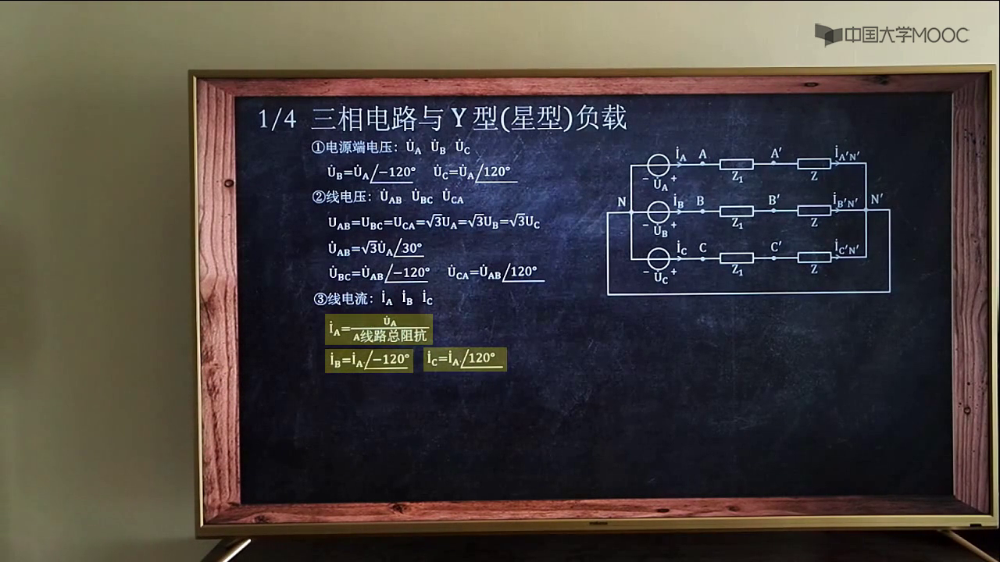 中国大学MOOC
1/4 三相电路与 Y 型(星型)负载
①电源端电压：U̇A U̇B U̇C
U̇B=U̇A/−120° U̇C=U̇A/120°
②线电压：U̇AB U̇BC U̇CA
UAB=UBC=UCA=√3UA=√3UB=√3UC
U̇AB=√3U̇A/30°
U̇BC=U̇AB/−120° U̇CA=U̇AB/120°
③线电流：İA İB İC
İA=U̇A/A线路总阻抗
İB=İA/−120° İC=İA/120°
İA A A′ İA′N′
− U̇A + Z1 Z
N İB B B′ İB′N′ N′
− U̇B + Z1 Z
İC C C′ İC′N′
− U̇C + Z1 Z